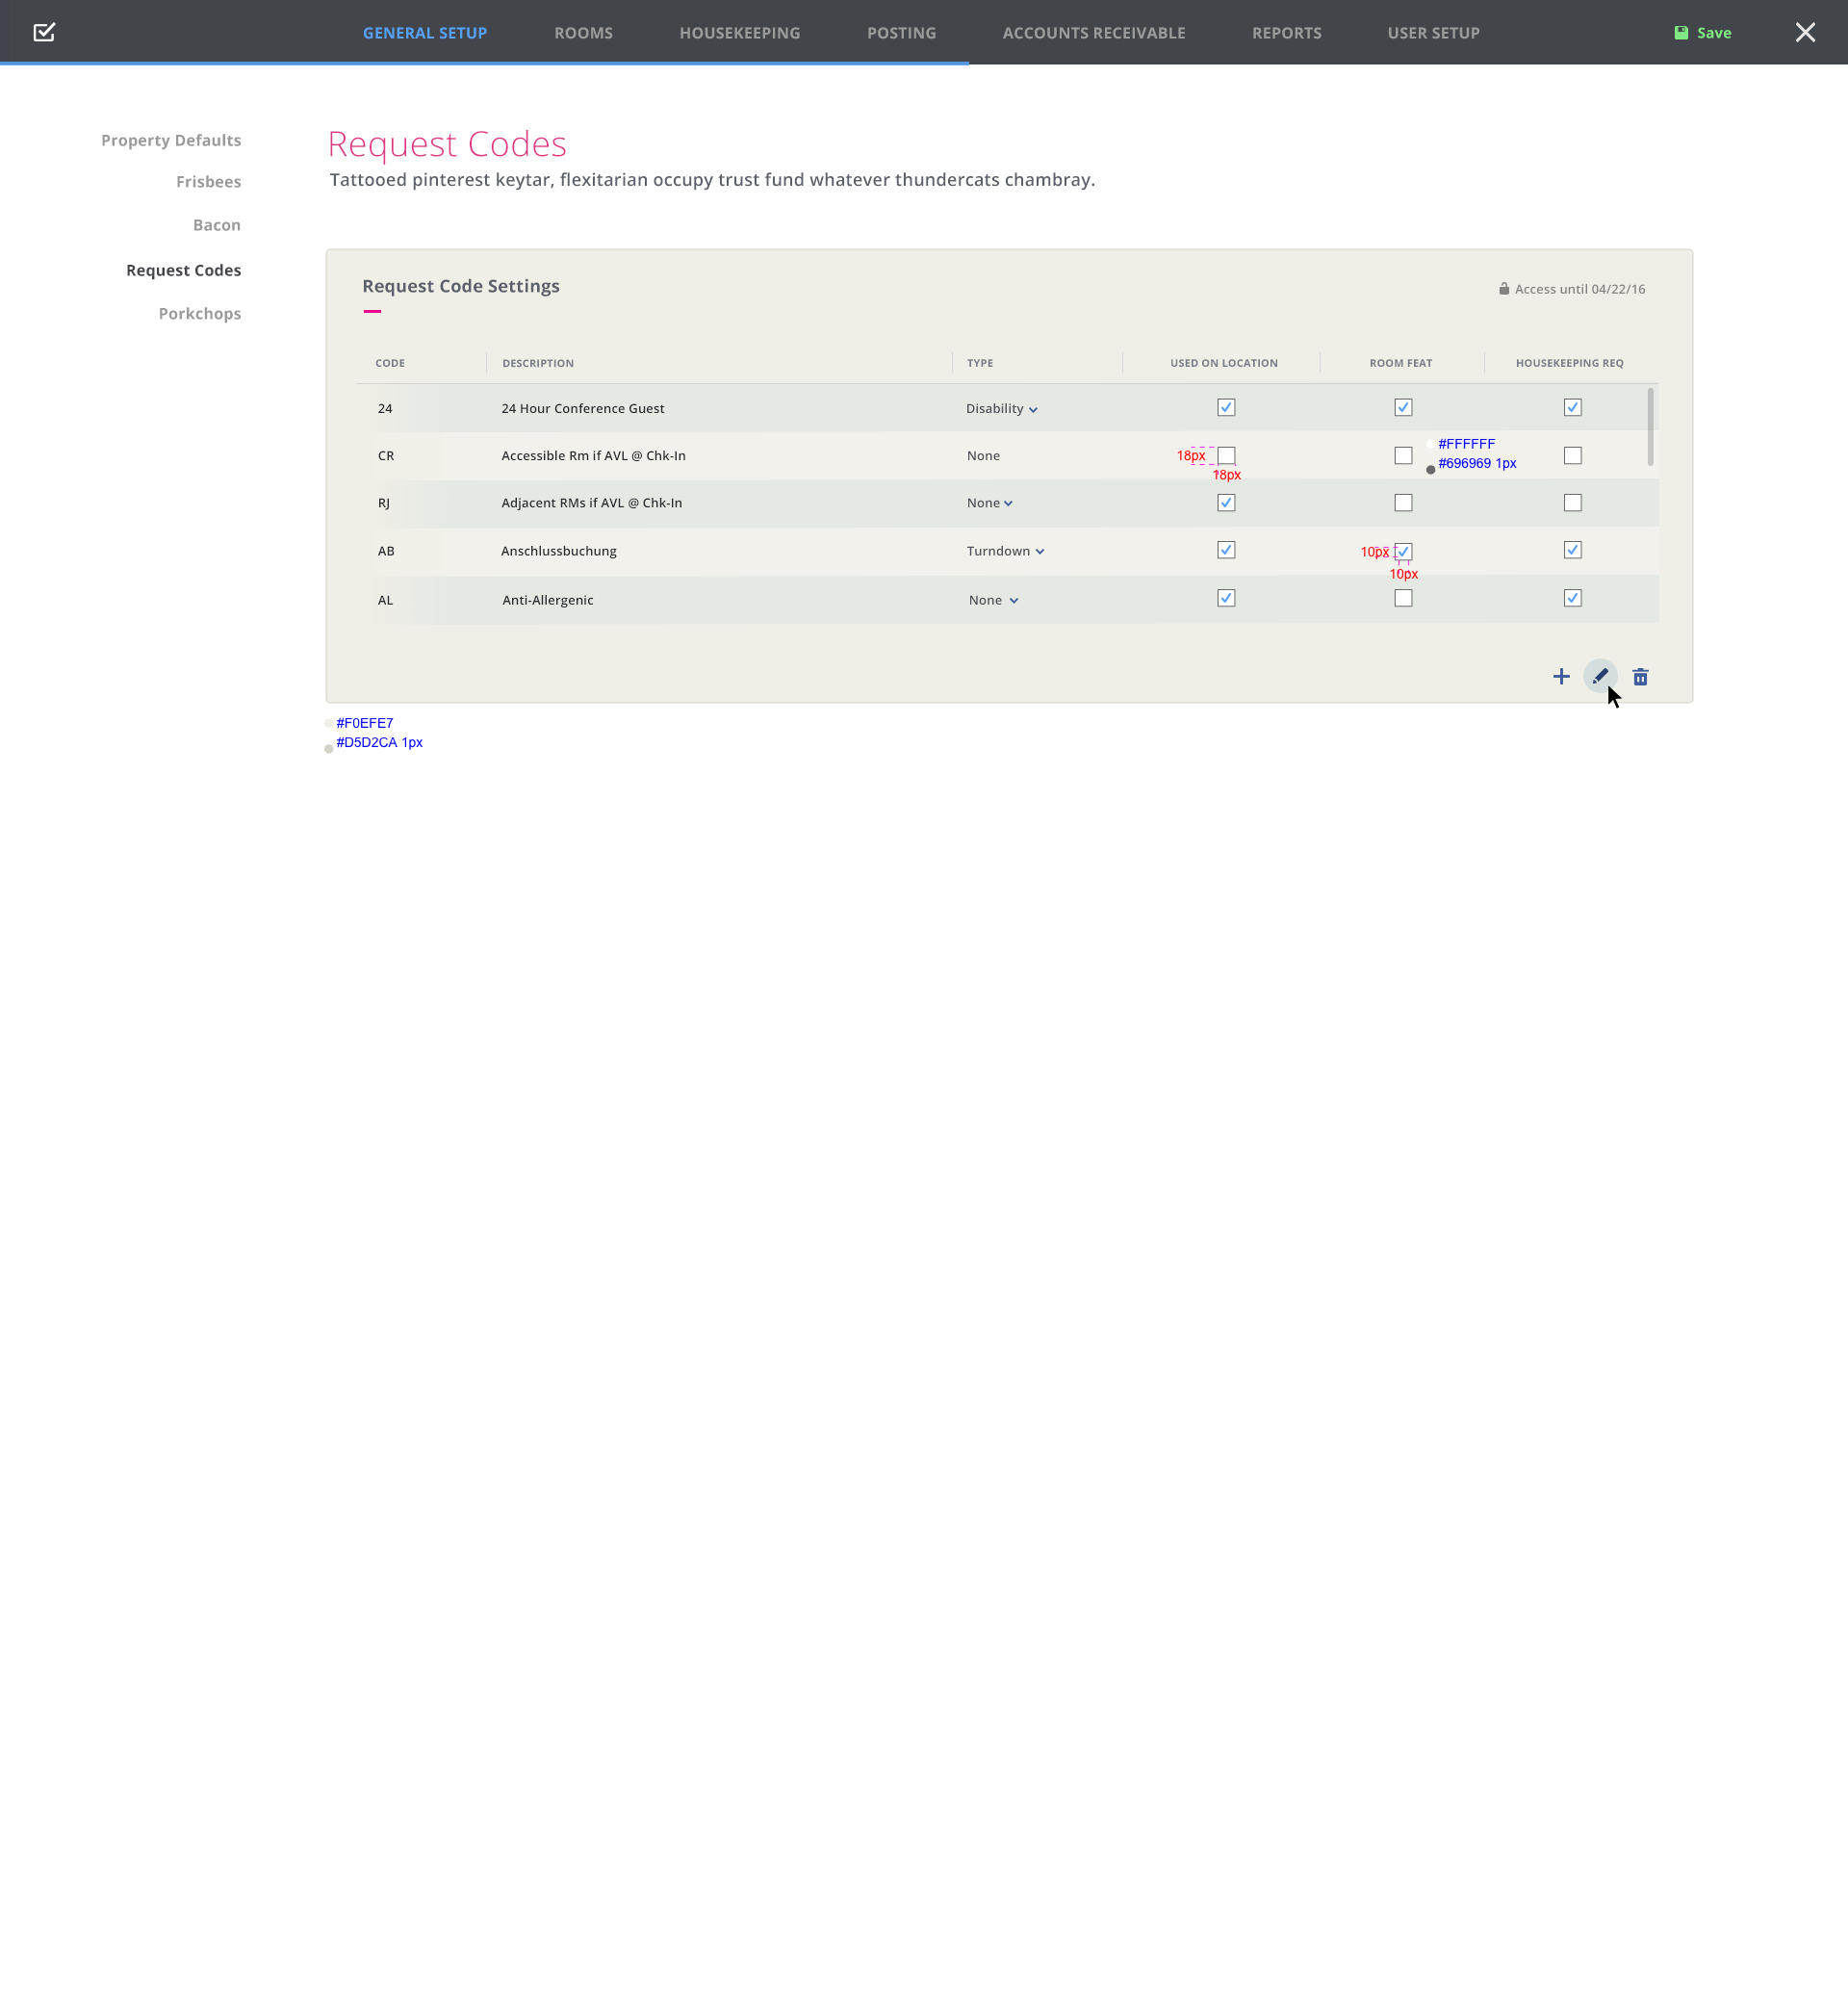 GENERAL SETUP ROOMS HOUSEKEEPING POSTING ACCOUNTS RECEIVABLE REPORTS USER SETUP Save
Property Defaults
Frisbees
Bacon
Request Codes
Porkchops
Request Codes
Tattooed pinterest keytar, flexitarian occupy trust fund whatever thundercats chambray.
Request Code Settings
Access until 04/22/16
CODE DESCRIPTION TYPE USED ON LOCATION ROOM FEAT HOUSEKEEPING REQ
24 24 Hour Conference Guest Disability
CR Accessible Rm if AVL @ Chk-In None
18px
18px
#FFFFFF
#696969 1px
RJ Adjacent RMs if AVL @ Chk-In None
AB Anschlussbuchung Turndown
10px
10px
AL Anti-Allergenic None
#F0EFE7
#D5D2CA 1px